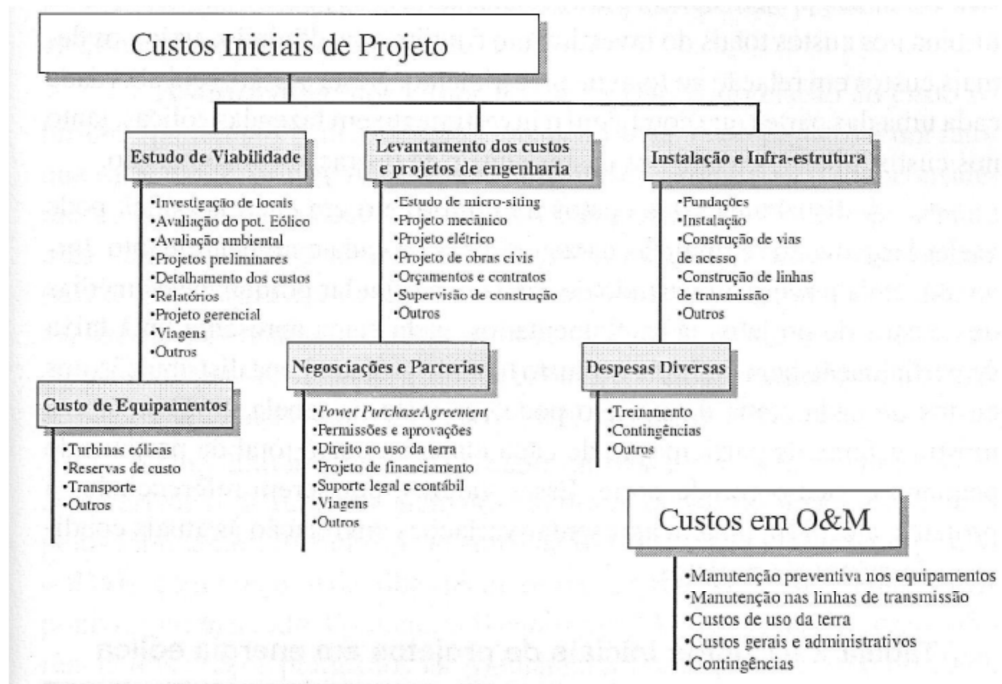 Custos Iniciais de Projeto
Estudo de Viabilidade
•Investigação de locais
•Avaliação do pot. Eólico
•Avaliação ambiental
•Projetos preliminares
•Detalhamento dos custos
•Relatórios
•Projeto gerencial
•Viagens
•Outros
Levantamento dos custos
e projetos de engenharia
•Estudo de micro-siting
•Projeto mecânico
•Projeto elétrico
•Projeto de obras civis
•Orçamentos e contratos
•Supervisão de construção
•Outros
Instalação e Infra-estrutura
•Fundações
•Instalação
•Construção de vias
de acesso
•Construção de linhas
de transmissão
•Outros
Custo de Equipamentos
•Turbinas eólicas
•Reservas de custo
•Transporte
•Outros
Negociações e Parcerias
•Power PurchaseAgreement
•Permissões e aprovações
•Direito ao uso da terra
•Projeto de financiamento
•Suporte legal e contábil
•Viagens
•Outros
Despesas Diversas
•Treinamento
•Contingências
•Outros
Custos em O&M
•Manutenção preventiva nos equipamentos
•Manutenção nas linhas de transmissão
•Custos de uso da terra
•Custos gerais e administrativos
•Contingências